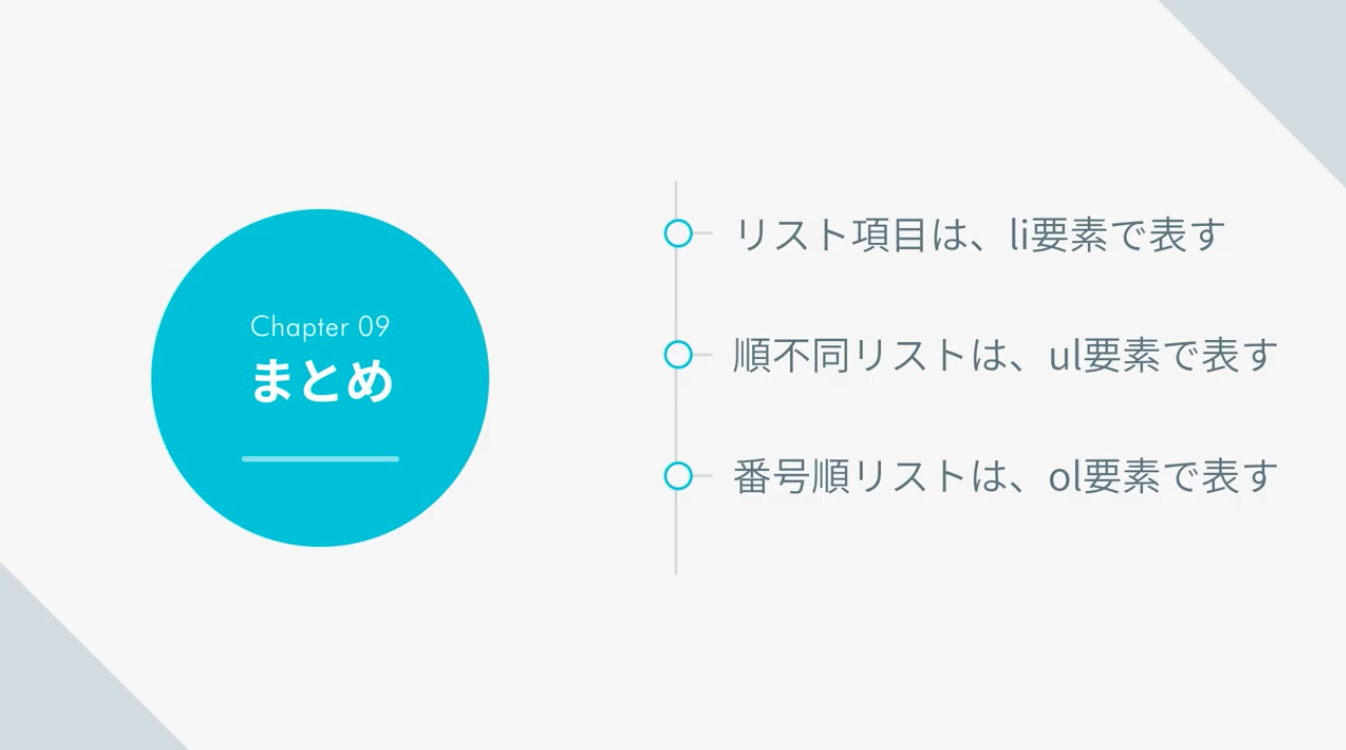 Chapter 09
まとめ
リスト項目は、li要素で表す
順不同リストは、ul要素で表す
番号順リストは、ol要素で表す